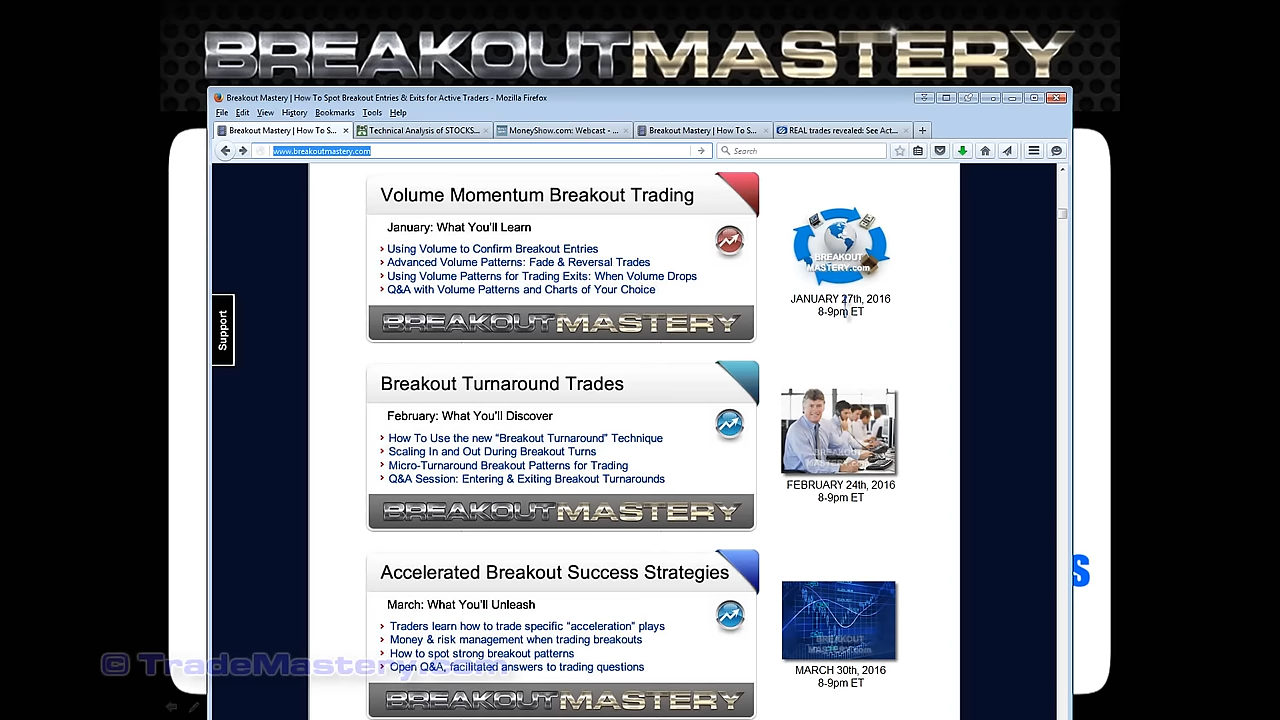 BREAKOUTMASTERY
Breakout Mastery | How To Spot Breakout Entries & Exits for Active Traders - Mozilla Firefox
File Edit View History Bookmarks Tools Help
Breakout Mastery | How To S... × Technical Analysis of STOCKS... × MoneyShow.com: Webcast - ... × Breakout Mastery | How To S... × REAL trades revealed: See Act... × +
www.breakoutmastery.com Search
Volume Momentum Breakout Trading
January: What You'll Learn
Using Volume to Confirm Breakout Entries
Advanced Volume Patterns: Fade & Reversal Trades
Using Volume Patterns for Trading Exits: When Volume Drops
Q&A with Volume Patterns and Charts of Your Choice
BREAKOUTMASTERY
BREAKOUT
MASTERY.com
JANUARY 27th, 2016
8-9pm ET
Support
Breakout Turnaround Trades
February: What You'll Discover
How To Use the new "Breakout Turnaround" Technique
Scaling In and Out During Breakout Turns
Micro-Turnaround Breakout Patterns for Trading
Q&A Session: Entering & Exiting Breakout Turnarounds
BREAKOUTMASTERY
BREAKOUT
MASTERY.com
FEBRUARY 24th, 2016
8-9pm ET
S
Accelerated Breakout Success Strategies
March: What You'll Unleash
Traders learn how to trade specific "acceleration" plays
Money & risk management when trading breakouts
How to spot strong breakout patterns
Open Q&A, facilitated answers to trading questions
BREAKOUTMASTERY
BREAKOUT
MASTERY.com
MARCH 30th, 2016
8-9pm ET
© TradeMastery.com